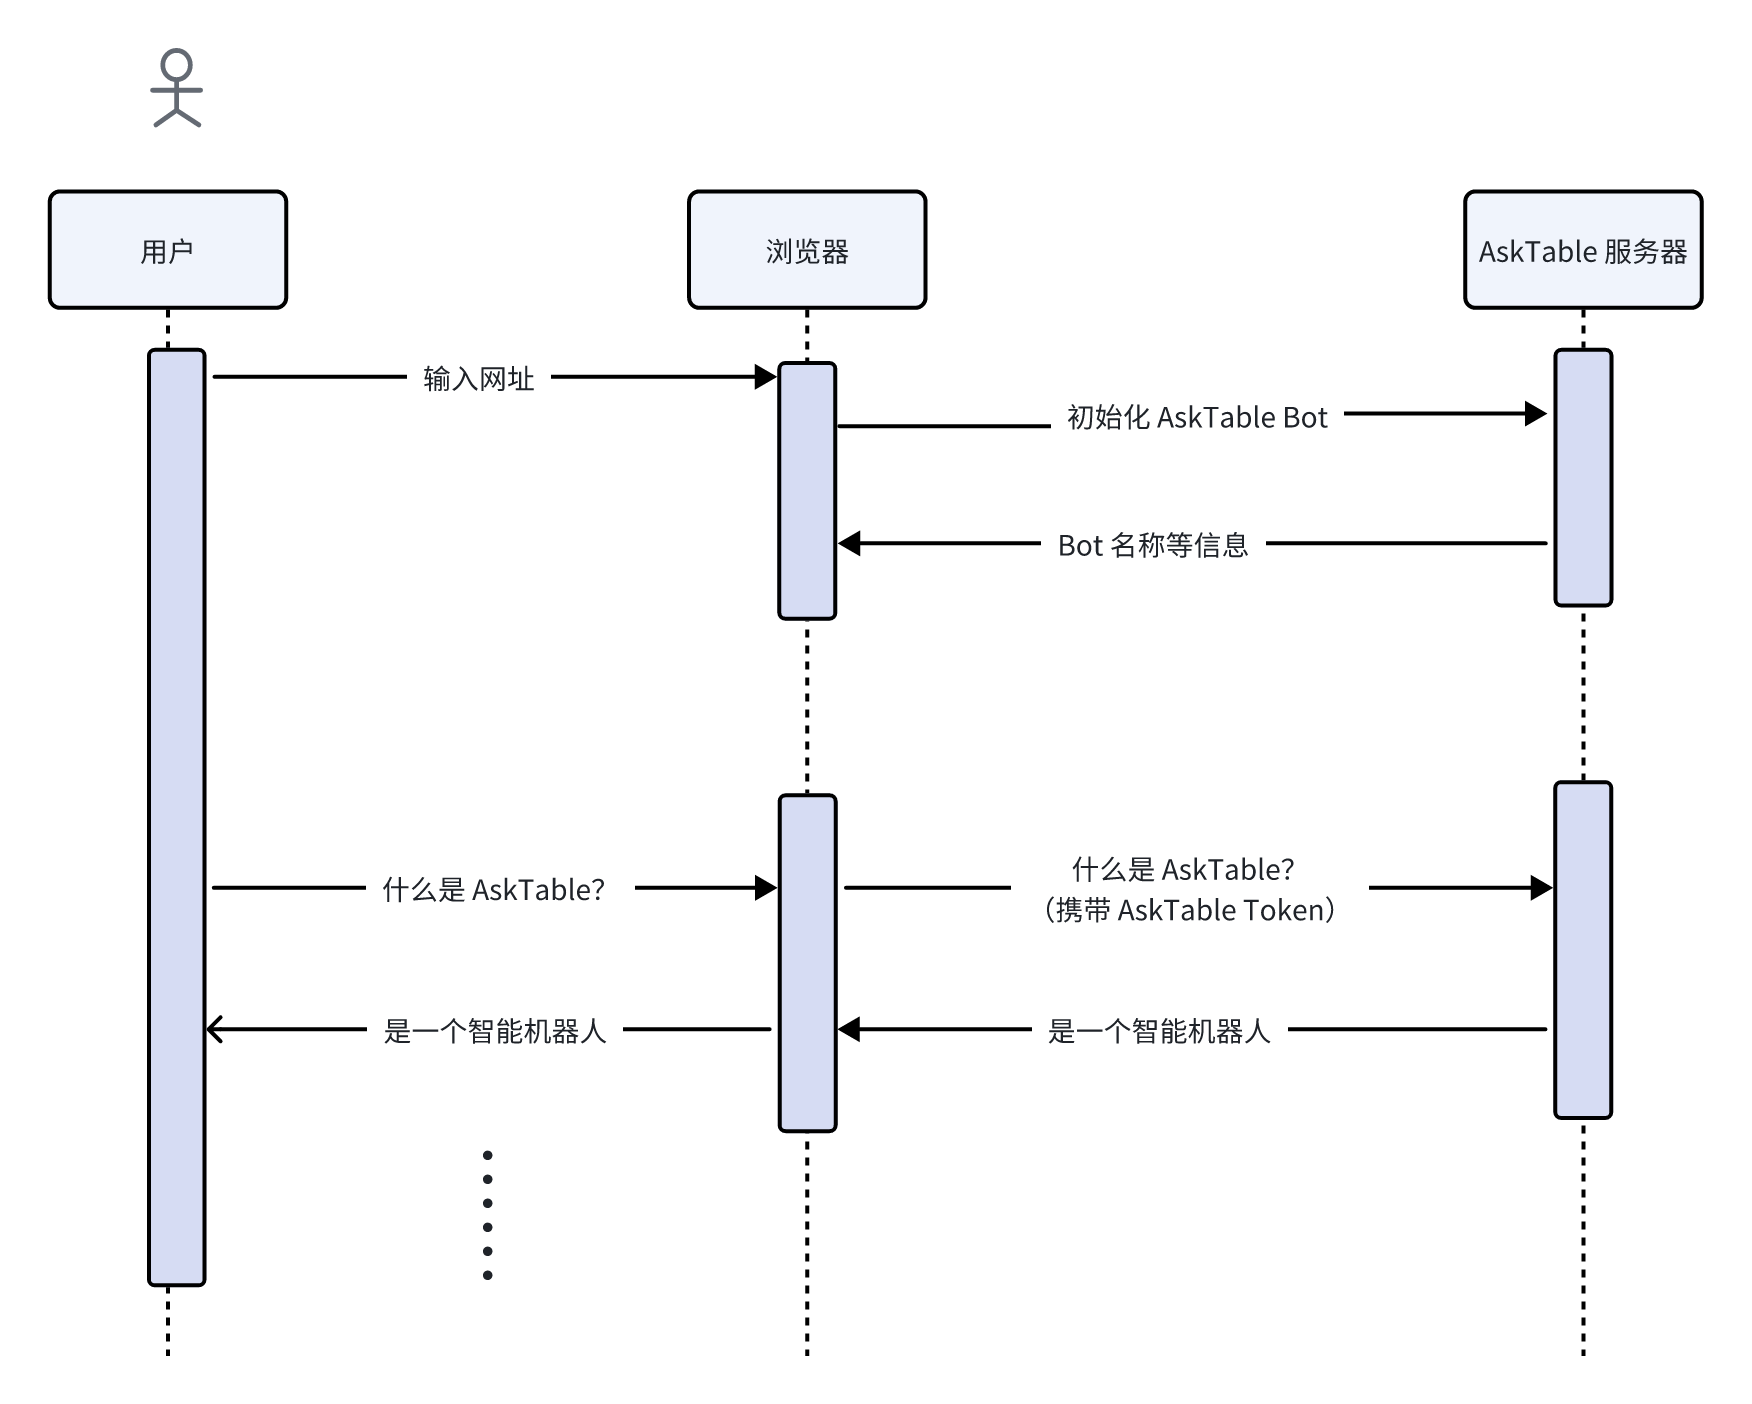 用户
浏览器
AskTable 服务器
输入网址
初始化 AskTable Bot
Bot 名称等信息
什么是 AskTable？
什么是 AskTable？
（携带 AskTable Token）
是一个智能机器人
是一个智能机器人